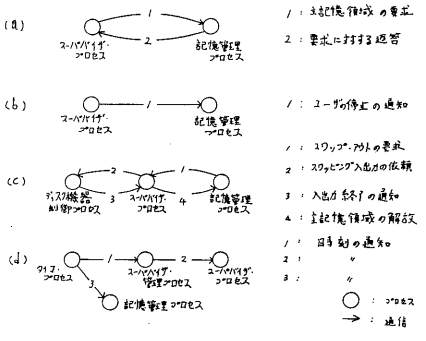 (a)
1
2
スーパバイザ・
プロセス
記憶管理
プロセス
1 : 主記憶領域の要求
2 : 要求に対する返答
(b)
1
スーパバイザ・
プロセス
記憶管理
プロセス
1 : ユーザの停止の通知
(c)
2
1
3
4
ディスク機器
制御プロセス
スーパバイザ・
プロセス
記憶管理
プロセス
1 : スワップ・アウトの要求
2 : スワッピング入出力の依頼
3 : 入出力終了の通知
4 : 主記憶領域の解放
(d)
1
2
3
タイマ・
プロセス
スーパバイザ・
管理プロセス
スーパバイザ・
プロセス
記憶管理プロセス
1 : 日時刻の通知
2 : 〃
3 : 〃
○ : プロセス
→ : 通信